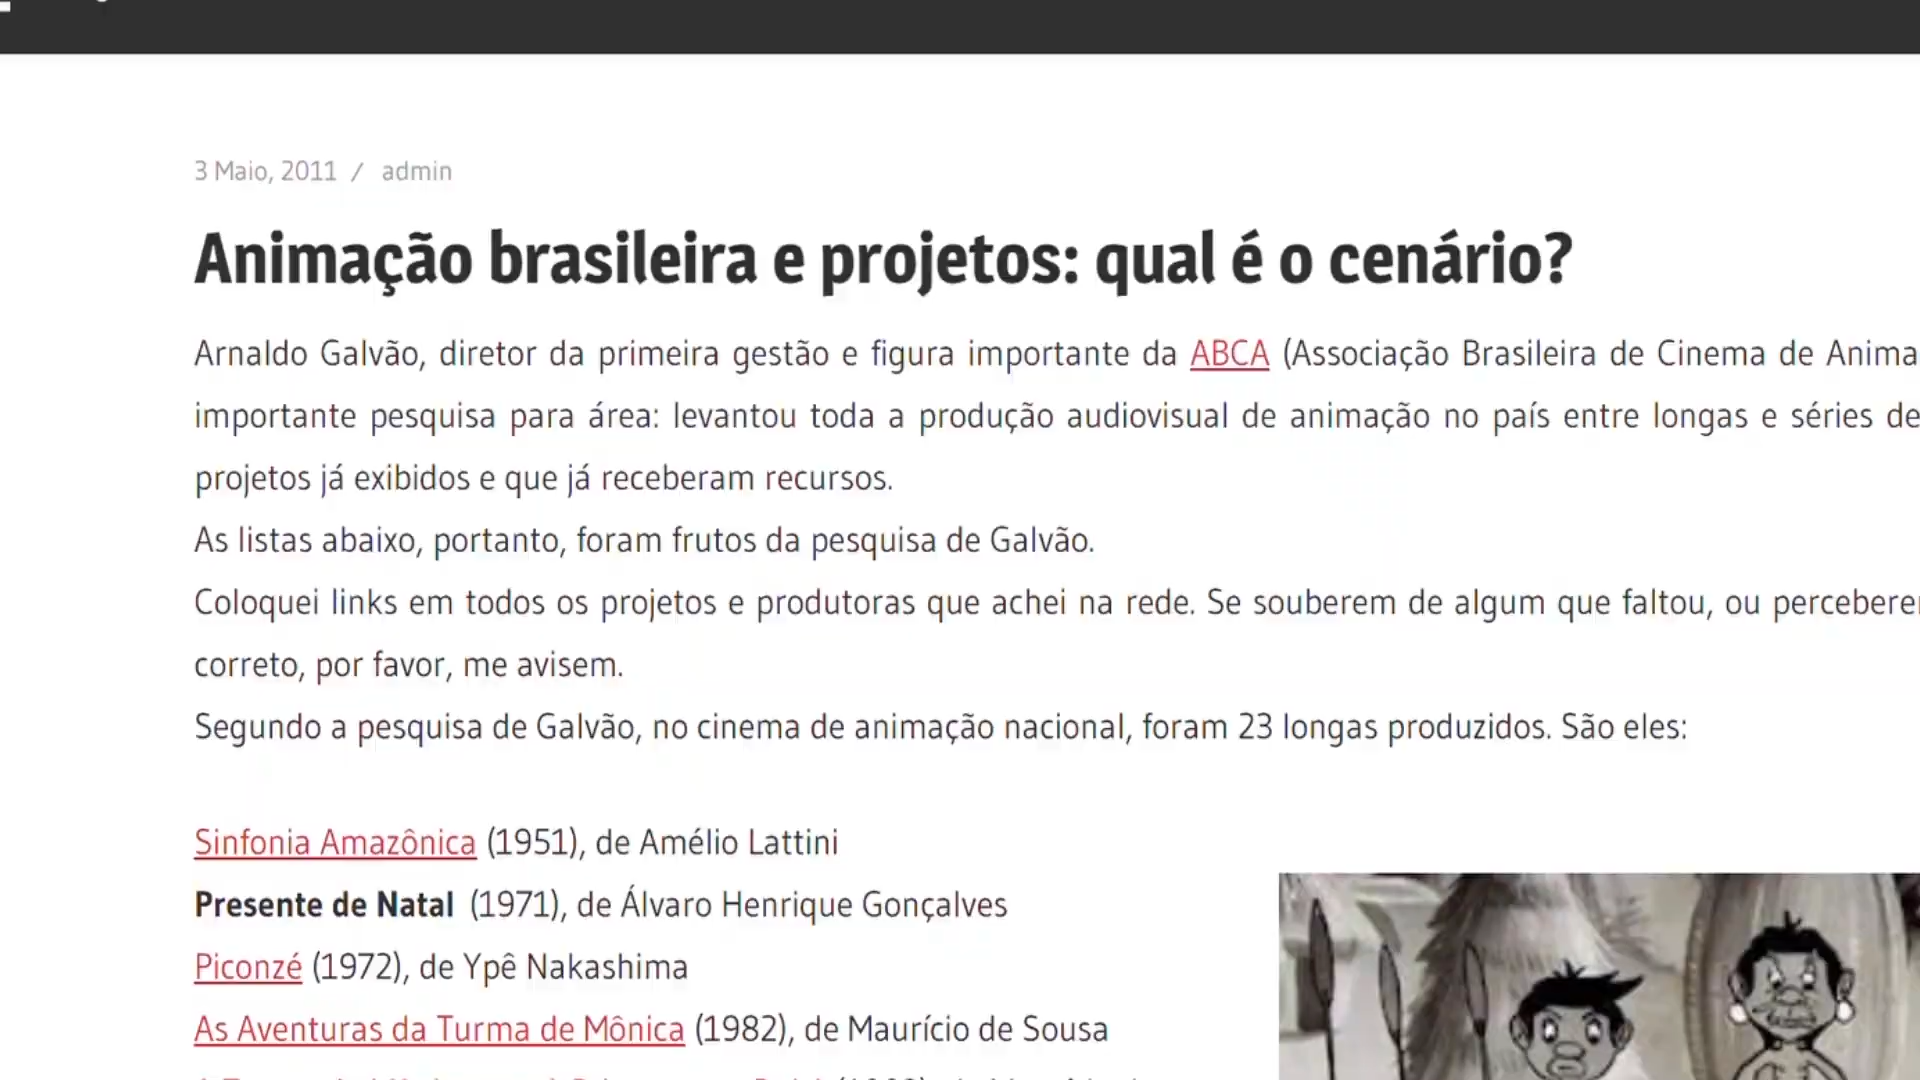 3 Maio, 2011 / admin
Animação brasileira e projetos: qual é o cenário?
Arnaldo Galvão, diretor da primeira gestão e figura importante da ABCA (Associação Brasileira de Cinema de Anima
importante pesquisa para área: levantou toda a produção audiovisual de animação no país entre longas e séries de
projetos já exibidos e que já receberam recursos.
As listas abaixo, portanto, foram frutos da pesquisa de Galvão.
Coloquei links em todos os projetos e produtoras que achei na rede. Se souberem de algum que faltou, ou percebere
correto, por favor, me avisem.
Segundo a pesquisa de Galvão, no cinema de animação nacional, foram 23 longas produzidos. São eles:
Sinfonia Amazônica (1951), de Amélio Lattini
Presente de Natal (1971), de Álvaro Henrique Gonçalves
Piconzé (1972), de Ypê Nakashima
As Aventuras da Turma de Mônica (1982), de Maurício de Sousa